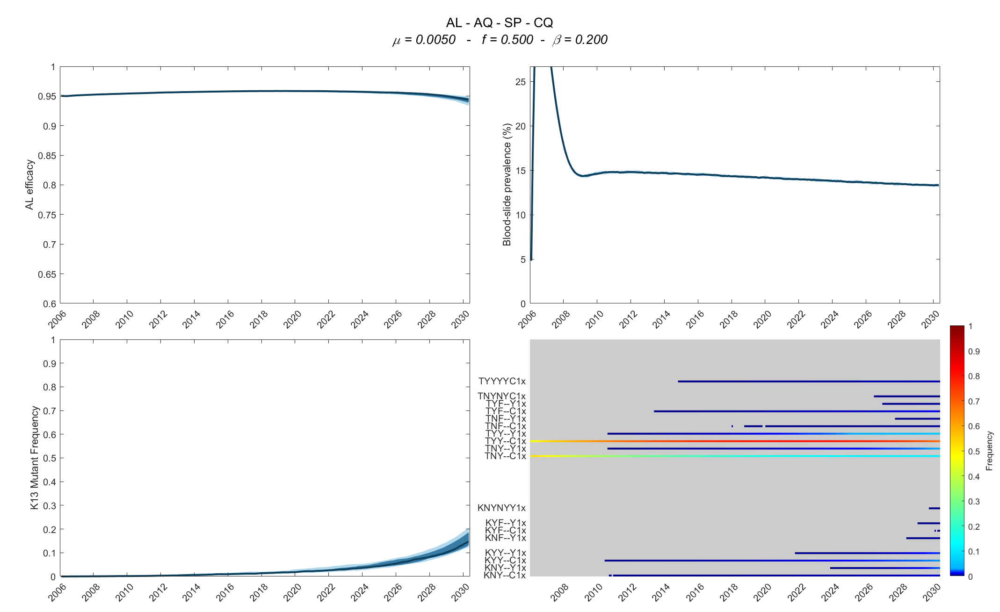 AL - AQ - SP - CQ
μ = 0.0050 - f = 0.500 - β = 0.200
AL efficacy
1
0.95
0.9
0.85
0.8
0.75
0.7
0.65
0.6
2006 2008 2010 2012 2014 2016 2018 2020 2022 2024 2026 2028 2030
Blood-slide prevalence (%)
25
20
15
10
5
0
2006 2008 2010 2012 2014 2016 2018 2020 2022 2024 2026 2028 2030
K13 Mutant Frequency
1
0.9
0.8
0.7
0.6
0.5
0.4
0.3
0.2
0.1
0
2006 2008 2010 2012 2014 2016 2018 2020 2022 2024 2026 2028 2030
TYYYYC1x
TNYNYC1x
TYF--Y1x
TYF--C1x
TNF--Y1x
TNF--C1x
TYY--Y1x
TYY--C1x
TNY--Y1x
TNY--C1x
KNYNYY1x
KYF--Y1x
KYF--C1x
KNF--Y1x
KYY--Y1x
KYY--C1x
KNY--Y1x
KNY--C1x
2008 2010 2012 2014 2016 2018 2020 2022 2024 2026 2028 2030
1
0.9
0.8
0.7
0.6
0.5
0.4
0.3
0.2
0.1
0
Frequency